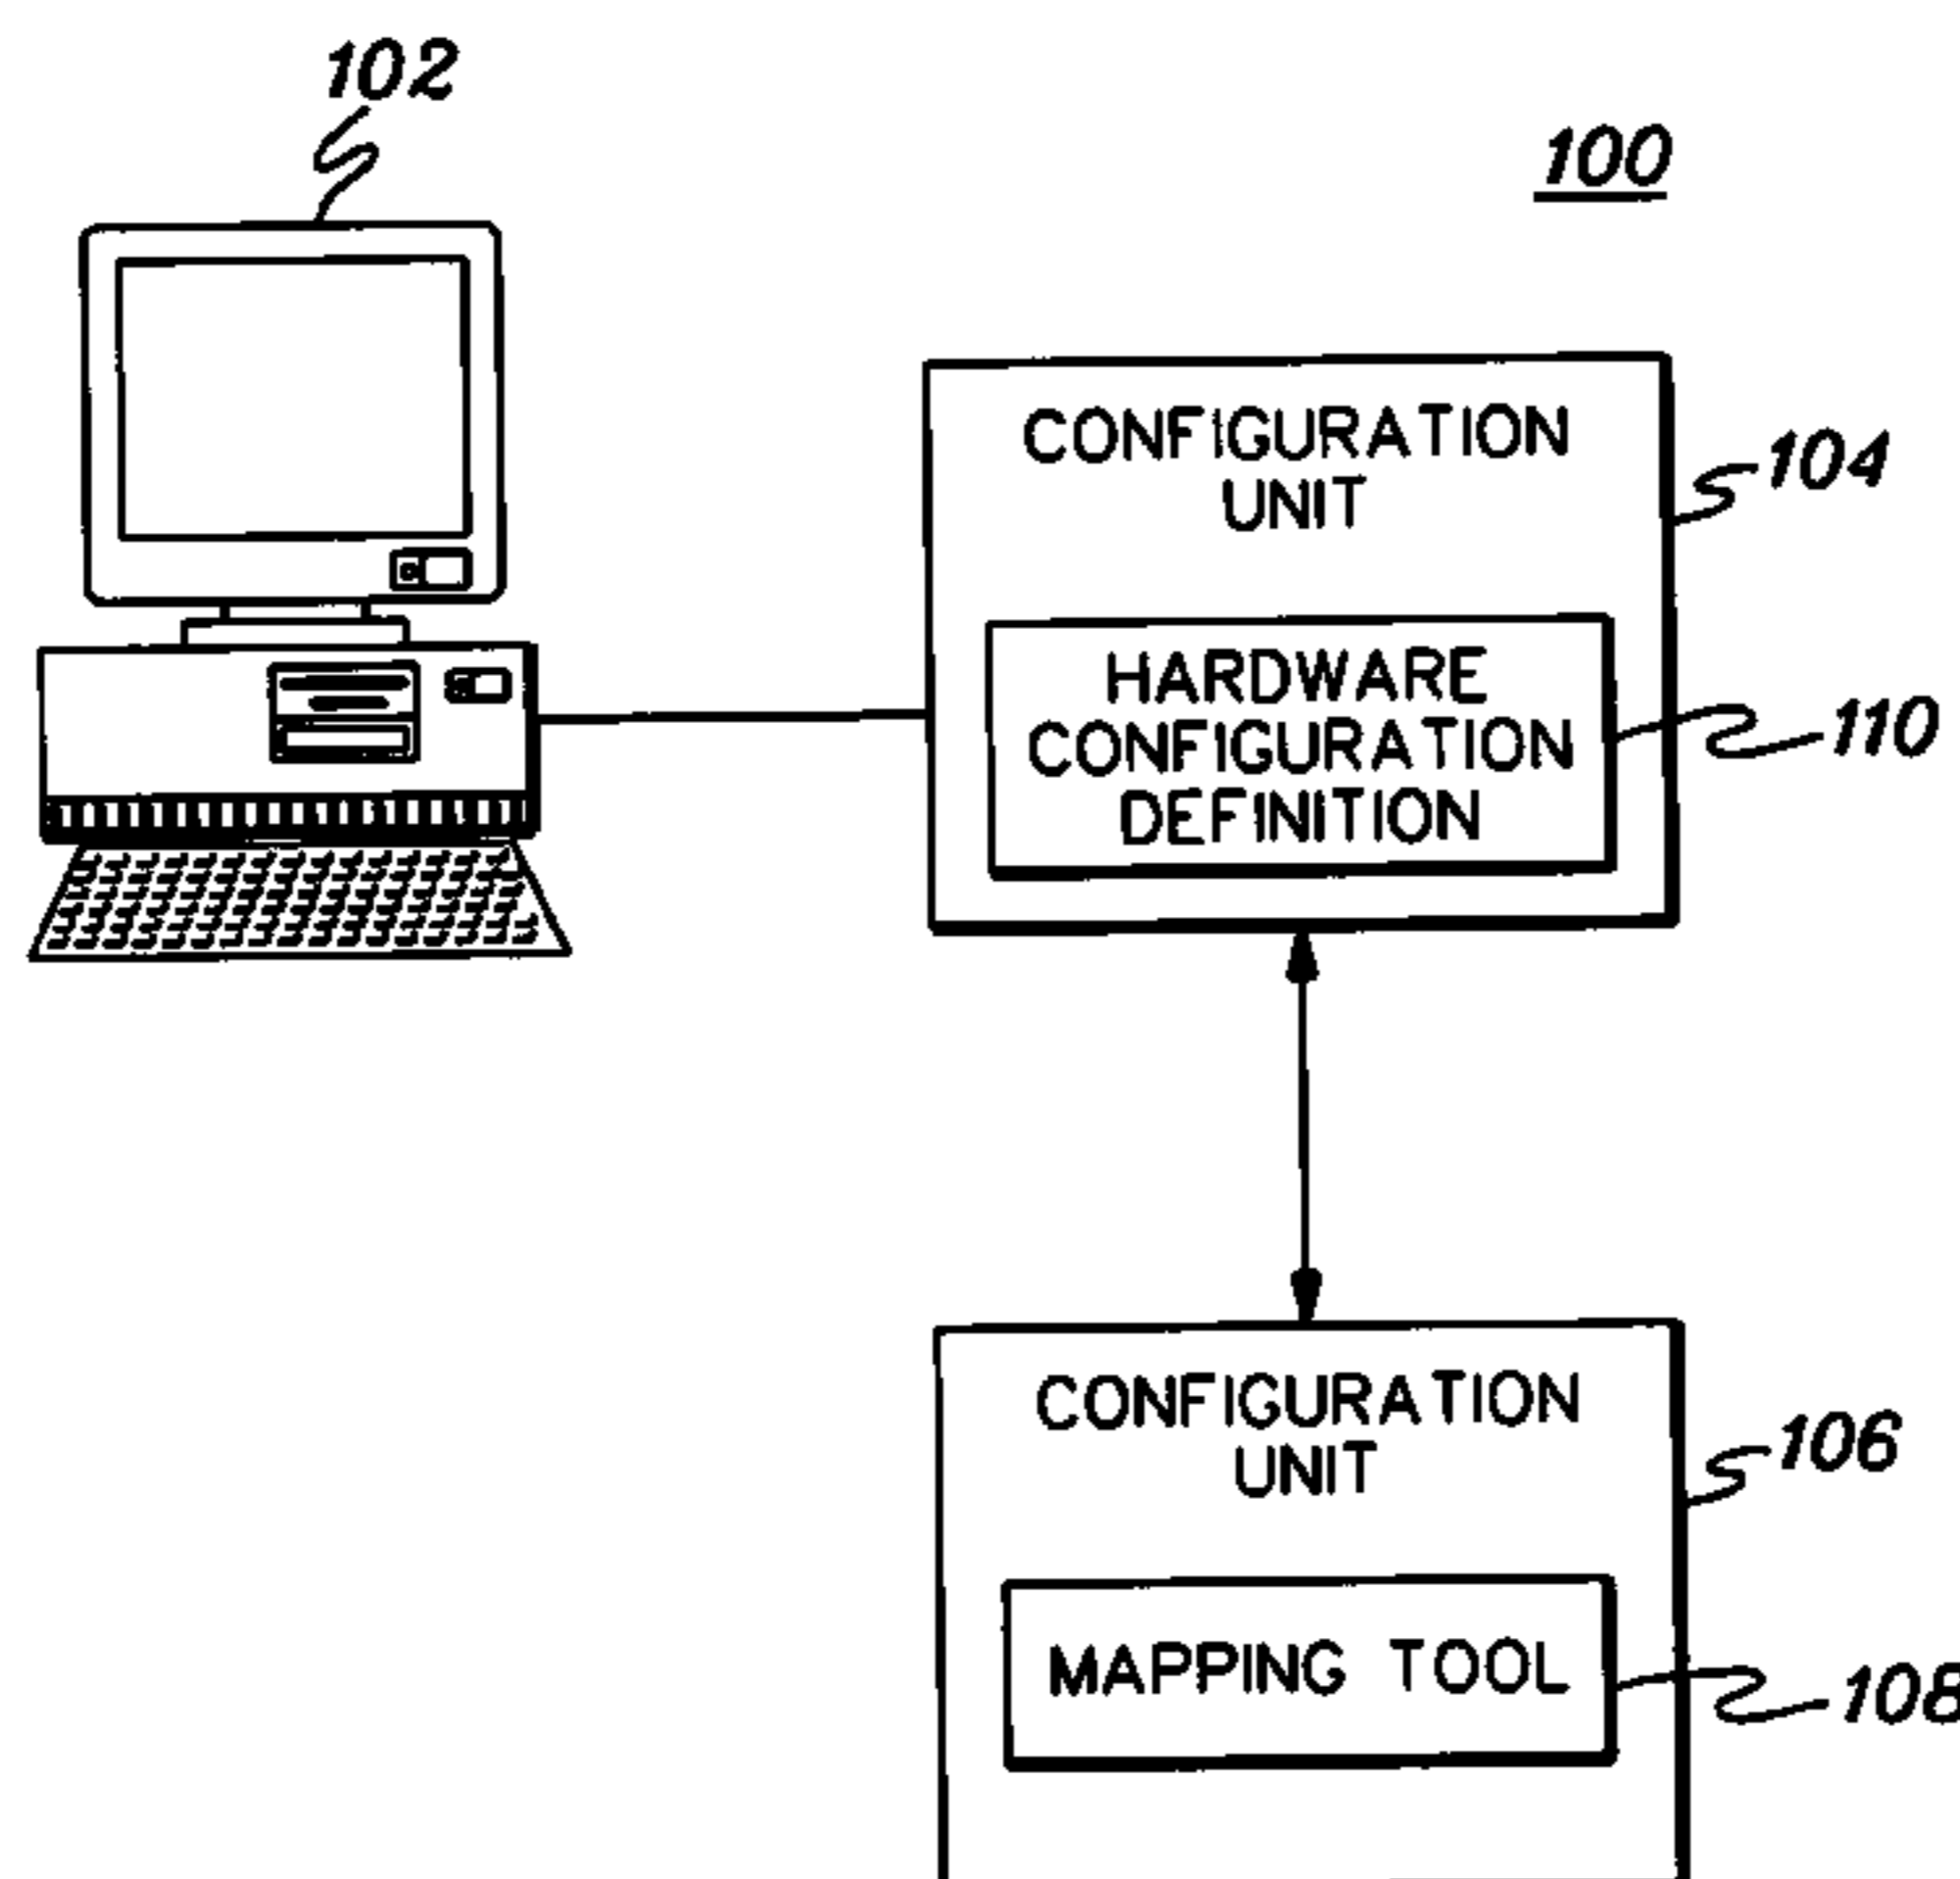 102
100
CONFIGURATION
UNIT
104
HARDWARE
CONFIGURATION
DEFINITION
110
CONFIGURATION
UNIT
106
MAPPING TOOL
108